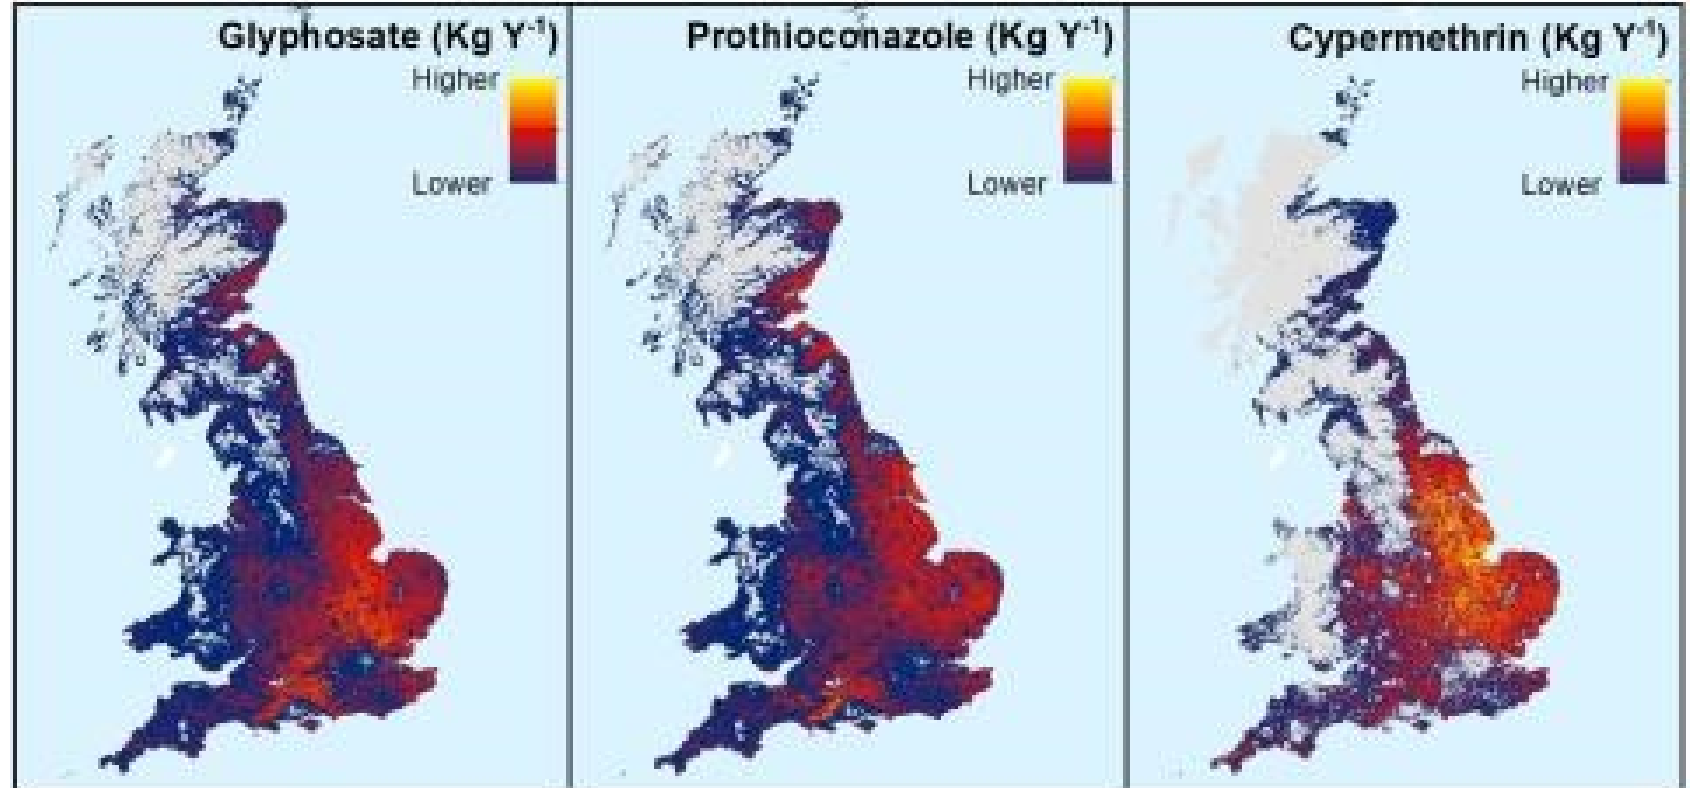 Glyphosate (Kg Y-1)
Higher
Lower
Prothioconazole (Kg Y-1)
Higher
Lower
Cypermethrin (Kg Y-1)
Higher
Lower